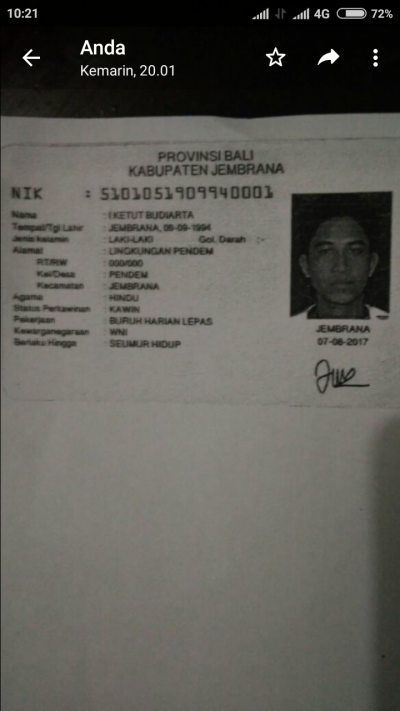 10:21
4G
72%
Anda
Kemarin, 20.01
PROVINSI BALI
KABUPATEN JEMBRANA
NIK : 5101051909940001
Nama : I KETUT BUDIARTA
Tempat/Tgl Lahir : JEMBRANA, 09-09-1994
Jenis kelamin : LAKI-LAKI Gol. Darah :-
Alamat : LINGKUNGAN PENDEM
RT/RW : 000/000
Kel/Desa : PENDEM
Kecamatan : JEMBRANA
Agama : HINDU
Status Perkawinan : KAWIN
Pekerjaan : BURUH HARIAN LEPAS
Kewarganegaraan : WNI
Berlaku Hingga : SEUMUR HIDUP
JEMBRANA
07-08-2017